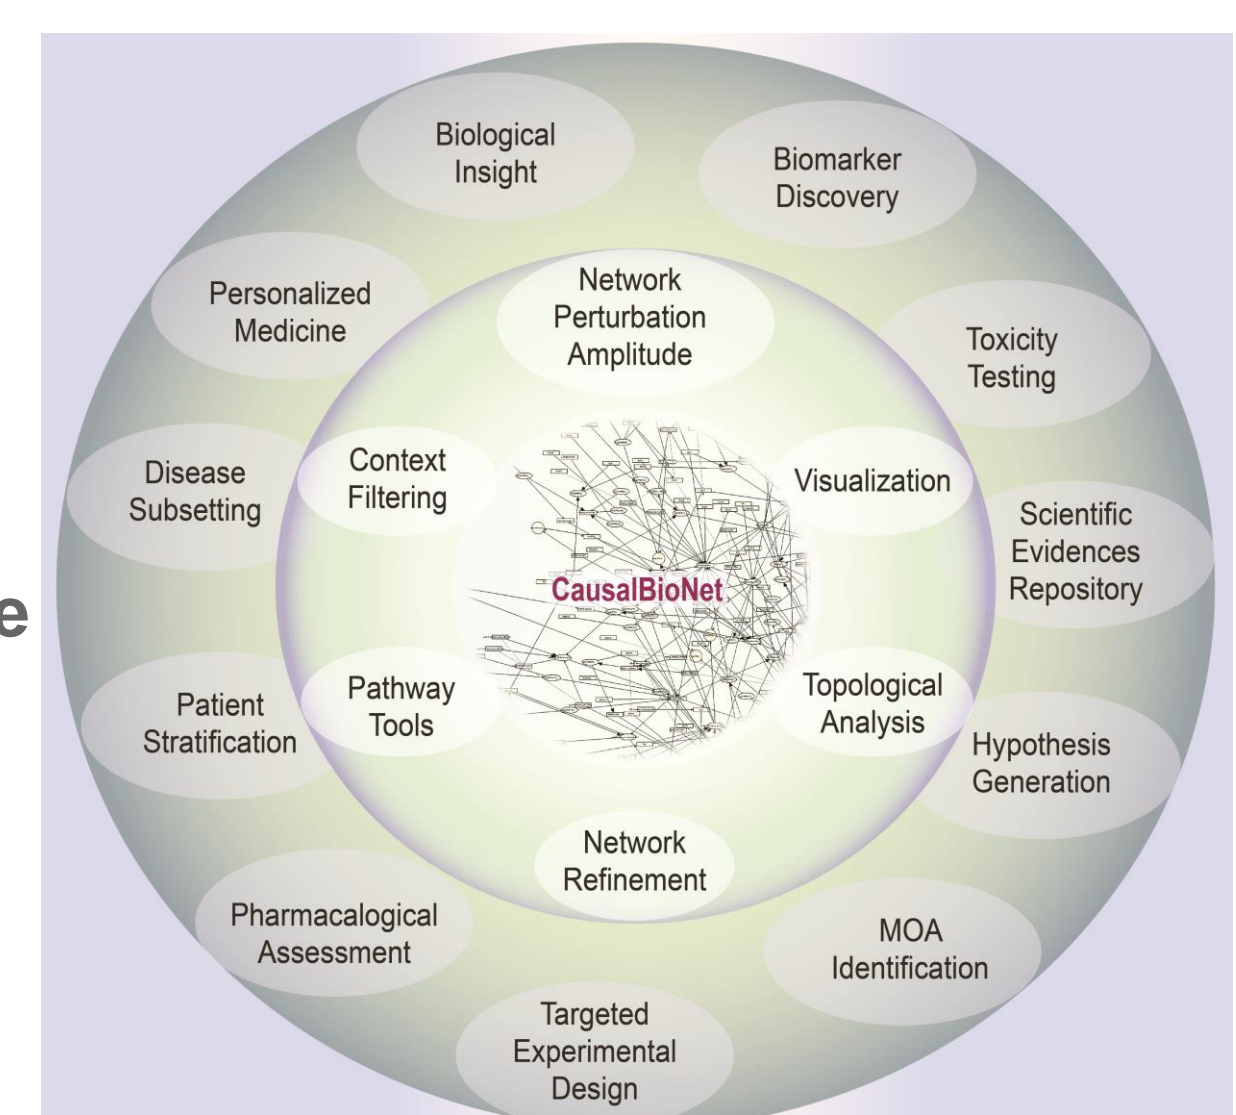 Biological
Insight
Biomarker
Discovery
Personalized
Medicine
Network
Perturbation
Amplitude
Toxicity
Testing
Disease
Subsetting
Context
Filtering
Visualization
Scientific
Evidences
Repository
CausalBioNet
e
Patient
Stratification
Pathway
Tools
Topological
Analysis
Hypothesis
Generation
Network
Refinement
Pharmacalogical
Assessment
MOA
Identification
Targeted
Experimental
Design